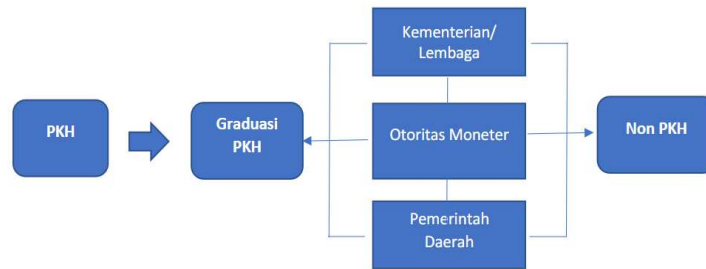 PKH
Graduasi
PKH
Kementerian/
Lembaga
Otoritas Moneter
Pemerintah
Daerah
Non PKH